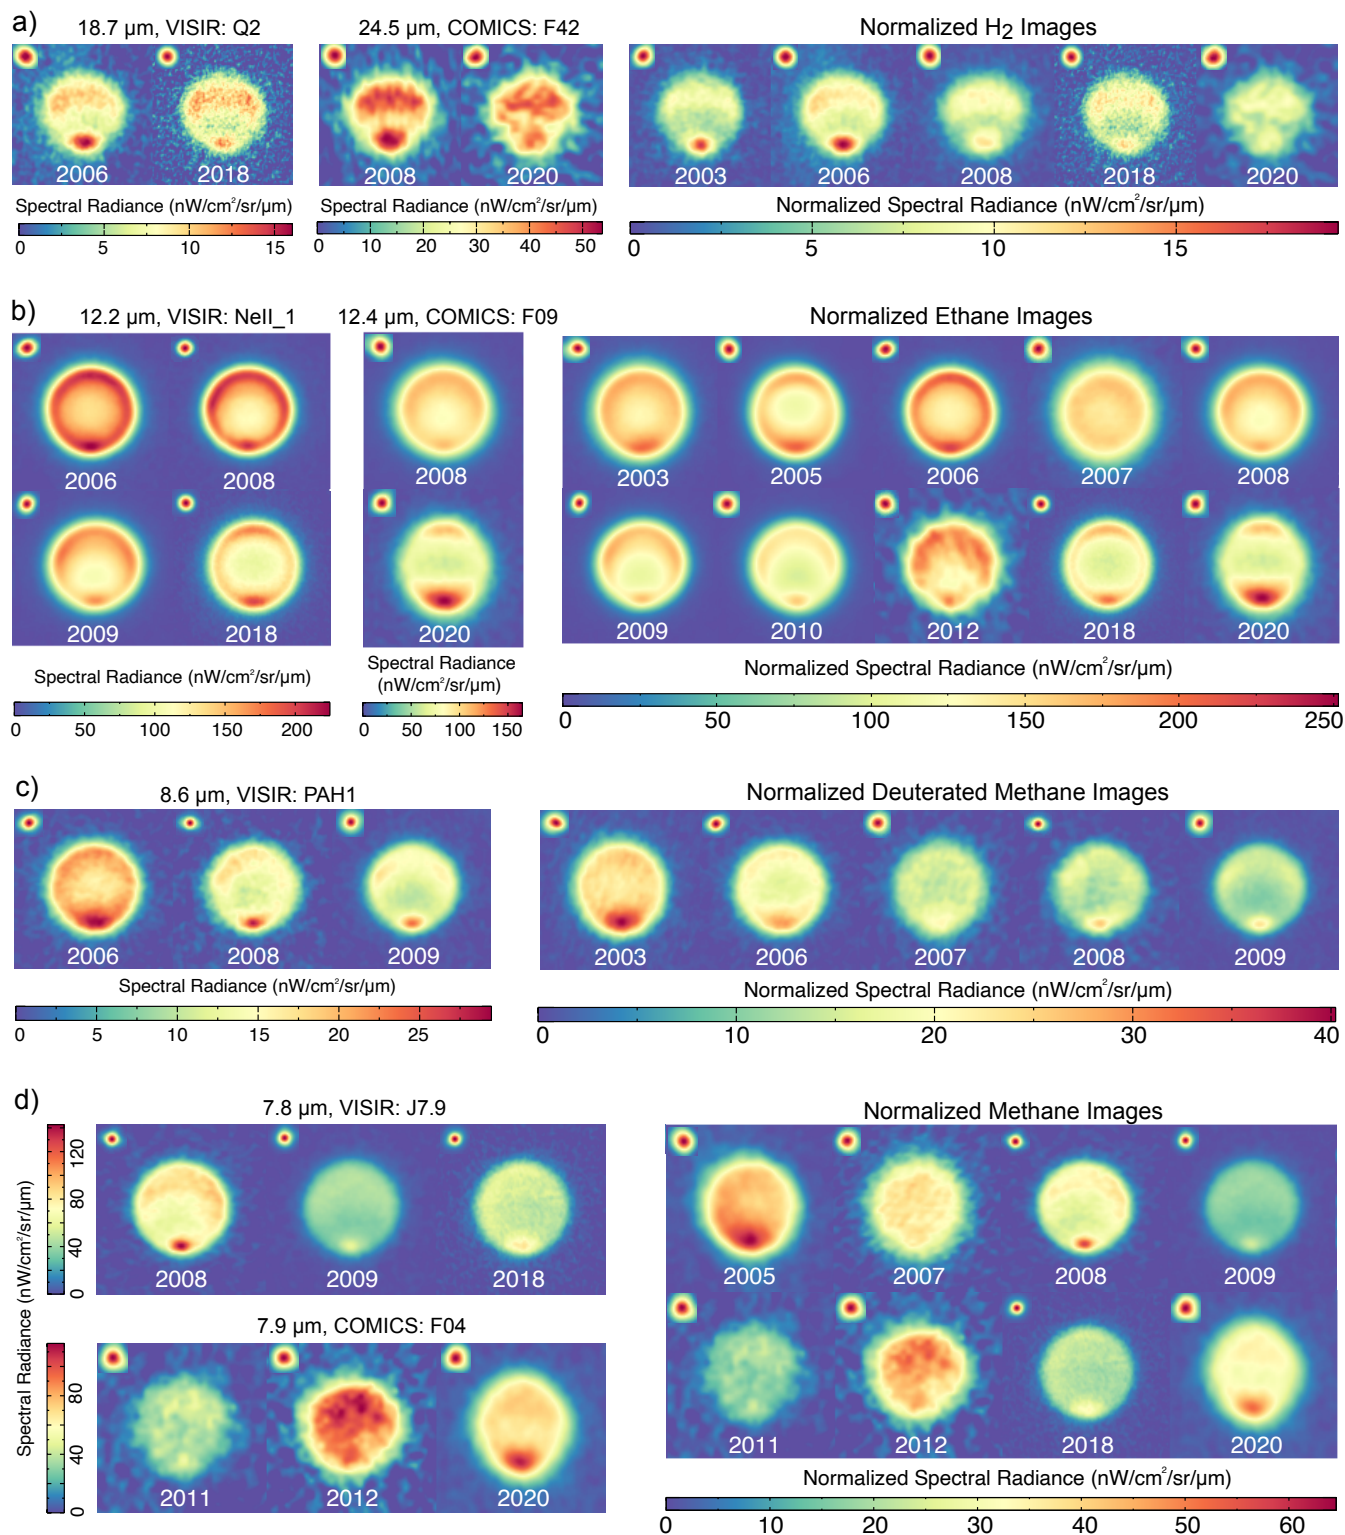 a)
18.7 µm, VISIR: Q2
24.5 µm, COMICS: F42
Normalized H2 Images
2006
2018
2008
2020
2003
2006
2008
2018
2020
Spectral Radiance (nW/cm²/sr/µm)
Spectral Radiance (nW/cm²/sr/µm)
Normalized Spectral Radiance (nW/cm²/sr/µm)
0 5 10 15
0 10 20 30 40 50
0 5 10 15
b)
12.2 µm, VISIR: NeII_1
12.4 µm, COMICS: F09
Normalized Ethane Images
2006
2008
2008
2003
2005
2006
2007
2008
2009
2018
2020
2009
2010
2012
2018
2020
Spectral Radiance (nW/cm²/sr/µm)
Spectral Radiance
(nW/cm²/sr/µm)
Normalized Spectral Radiance (nW/cm²/sr/µm)
0 50 100 150 200
0 50 100 150
0 50 100 150 200 250
c)
8.6 µm, VISIR: PAH1
Normalized Deuterated Methane Images
2006
2008
2009
2003
2006
2007
2008
2009
Spectral Radiance (nW/cm²/sr/µm)
Normalized Spectral Radiance (nW/cm²/sr/µm)
0 5 10 15 20 25
0 10 20 30 40
d)
7.8 µm, VISIR: J7.9
Normalized Methane Images
Spectral Radiance (nW/cm²/sr/µm)
0 40 80 120
2008
2009
2018
2005
2007
2008
2009
7.9 µm, COMICS: F04
0 40 80
2011
2012
2020
2011
2012
2018
2020
Normalized Spectral Radiance (nW/cm²/sr/µm)
0 10 20 30 40 50 60